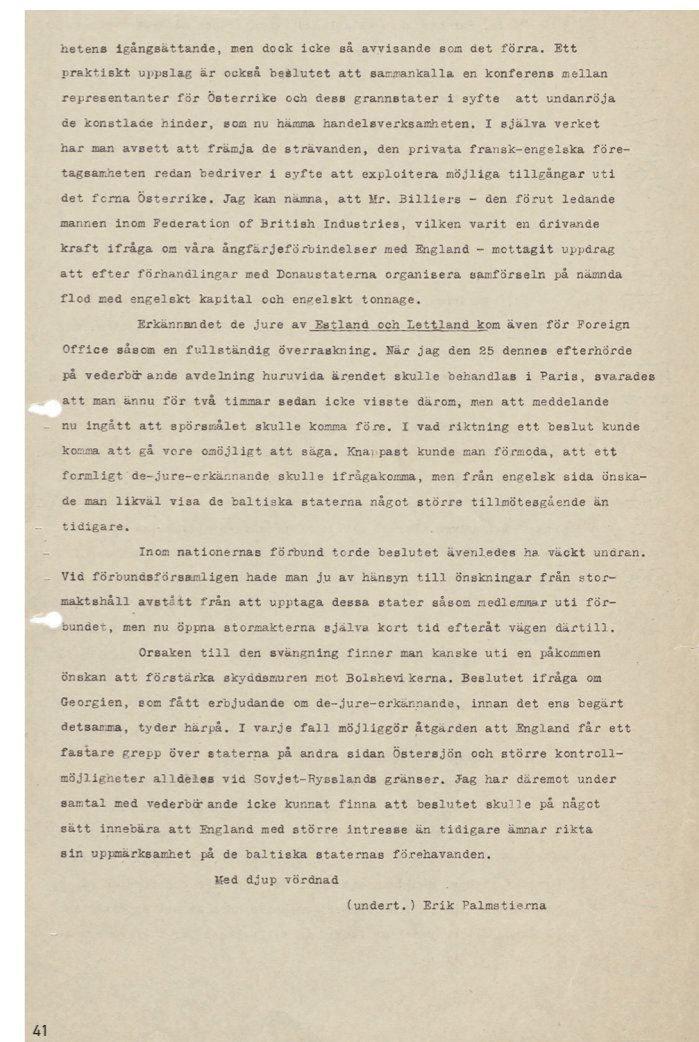 hetens igångsättande, men dock icke så avvisande som det förra. Ett
praktiskt uppslag är också beslutet att sammankalla en konferens mellan
representanter för Österrike och dess grannstater i syfte att undanröja
de konstlade hinder, som nu hämma handelsverksamheten. I själva verket
har man avsett att främja de strävanden, den privata fransk-engelska före-
tagsamheten redan bedriver i syfte att exploitera möjliga tillgångar uti
det forna Österrike. Jag kan nämna, att Mr. Billiers - den förut ledande
mannen inom Federation of British Industries, vilken varit en drivande
kraft ifråga om våra ångfärjeförbindelser med England - mottagit uppdrag
att efter förhandlingar med Donaustaterna organisera samförseln på nämnda
flod med engelskt kapital och engelskt tonnage.
Erkännandet de jure av Estland och Lettland kom även för Foreign
Office såsom en fullständig överraskning. När jag den 25 dennes efterhörde
på vederbörande avdelning huruvida ärendet skulle behandlas i Paris, svarades
att man ännu för två timmar sedan icke visste därom, men att meddelande
nu ingått att spörsmålet skulle komma före. I vad riktning ett beslut kunde
komma att gå vore omöjligt att säga. Knappast kunde man förmoda, att ett
formligt de-jure-erkännande skulle ifrågakomma, men från engelsk sida önska-
de man likväl visa de baltiska staterna något större tillmötesgående än
tidigare.
Inom nationernas förbund torde beslutet ävenledes ha väckt undran.
Vid förbundsförsamligen hade man ju av hänsyn till önskningar från stor-
maktshåll avstått från att upptaga dessa stater såsom medlemmar uti för-
bundet, men nu öppna stormakterna själva kort tid efteråt vägen därtill.
Orsaken till den svängning finner man kanske uti en påkommen
önskan att förstärka skyddsmuren mot Bolshevikerna. Beslutet ifråga om
Georgien, som fått erbjudande om de-jure-erkännande, innan det ens begärt
detsamma, tyder härpå. I varje fall möjliggör åtgärden att England får ett
fastare grepp över staterna på andra sidan Östersjön och större kontroll-
möjligheter alldeles vid Sovjet-Rysslands gränser. Jag har däremot under
samtal med vederbörande icke kunnat finna att beslutet skulle på något
sätt innebära att England med större intresse än tidigare ämnar rikta
sin uppmärksamhet på de baltiska staternas förehavanden.
Med djup vördnad
(undert.) Erik Palmstierna
41